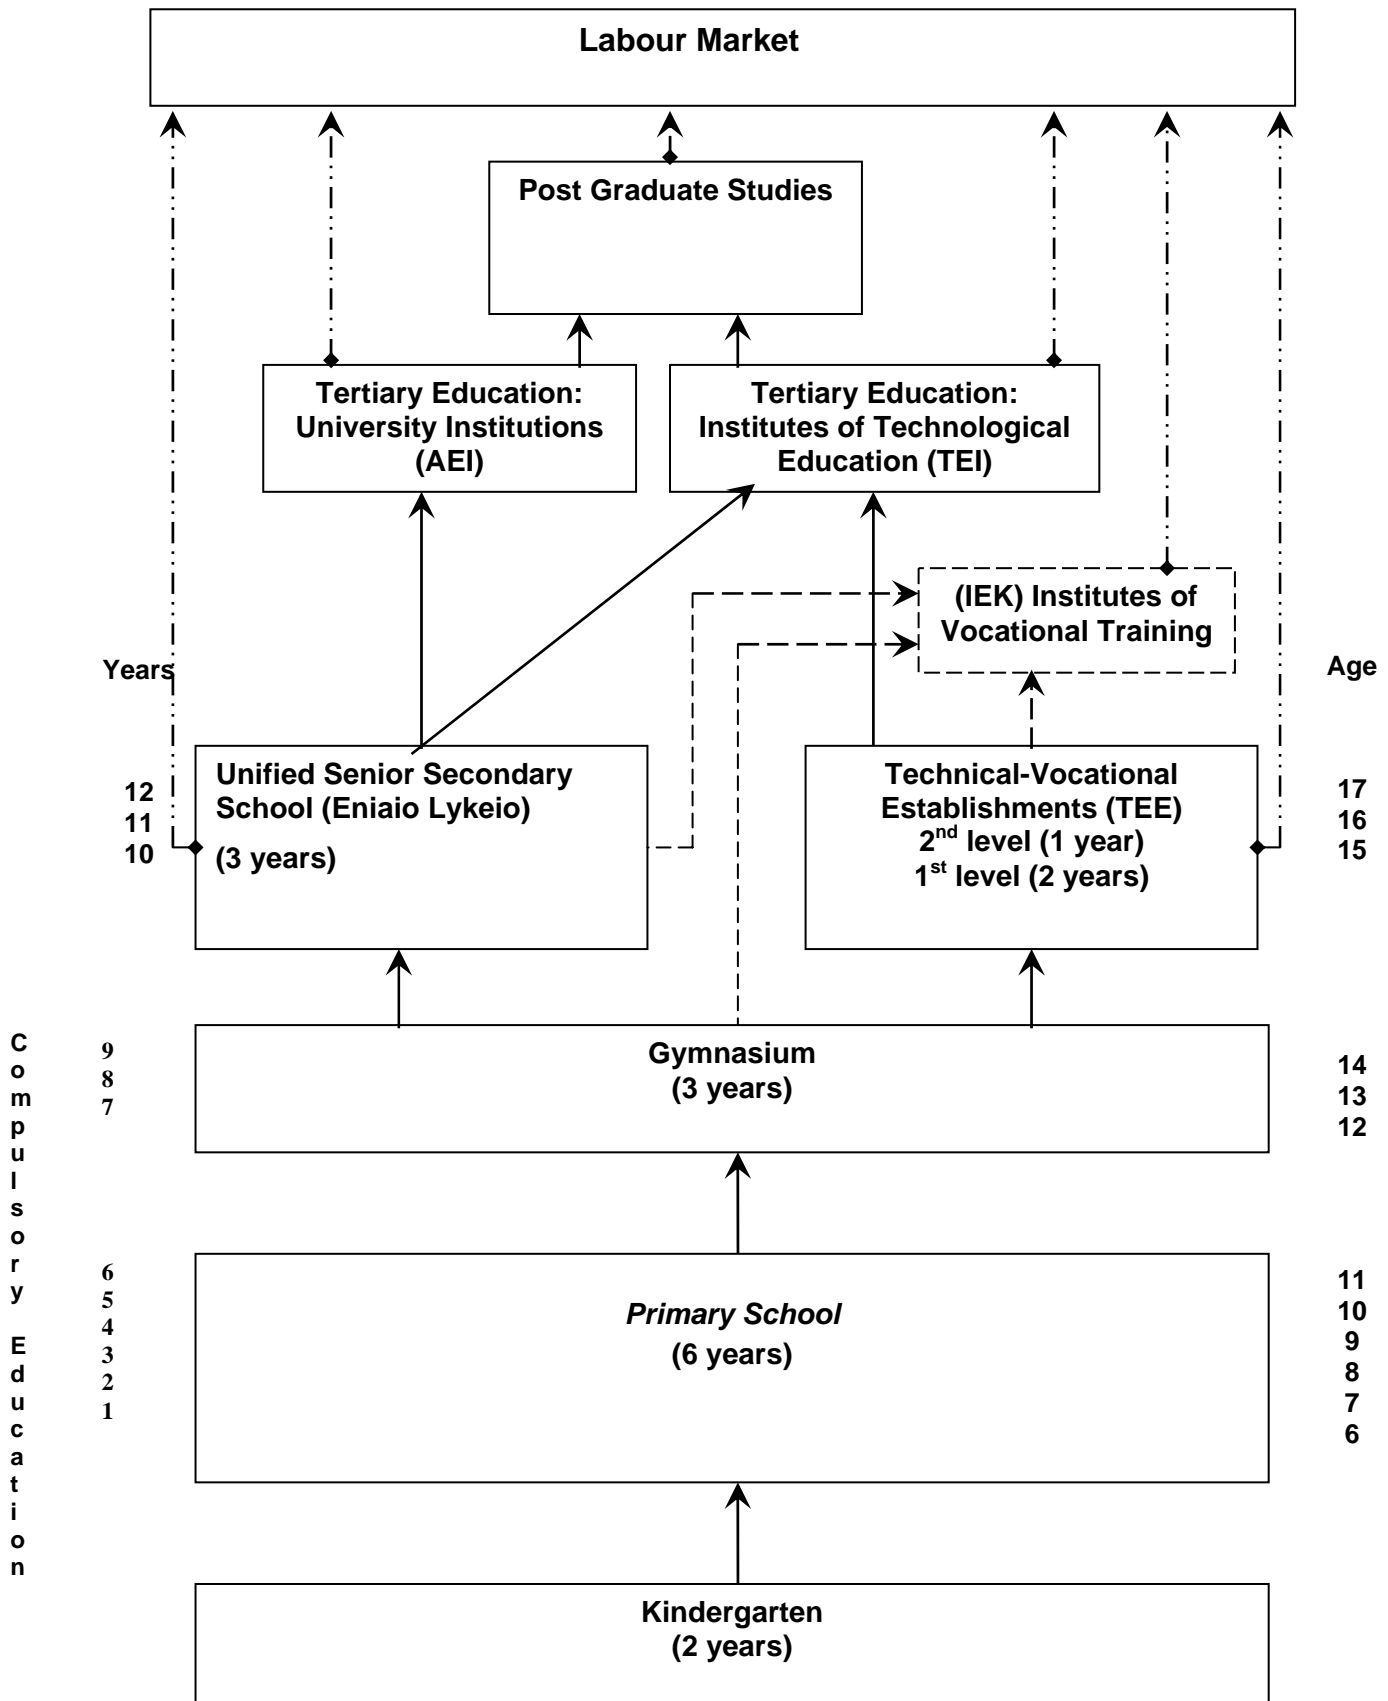 Labour Market
Post Graduate Studies
Tertiary Education:
University Institutions
(AEI)
Tertiary Education:
Institutes of Technological
Education (TEI)
(IEK) Institutes of
Vocational Training
Years
Age
12
11
10
Unified Senior Secondary
School (Eniaio Lykeio)
(3 years)
Technical-Vocational
Establishments (TEE)
2nd level (1 year)
1st level (2 years)
17
16
15
Compulsory Education
9
8
7
Gymnasium
(3 years)
14
13
12
6
5
4
3
2
1
Primary School
(6 years)
11
10
9
8
7
6
Kindergarten
(2 years)